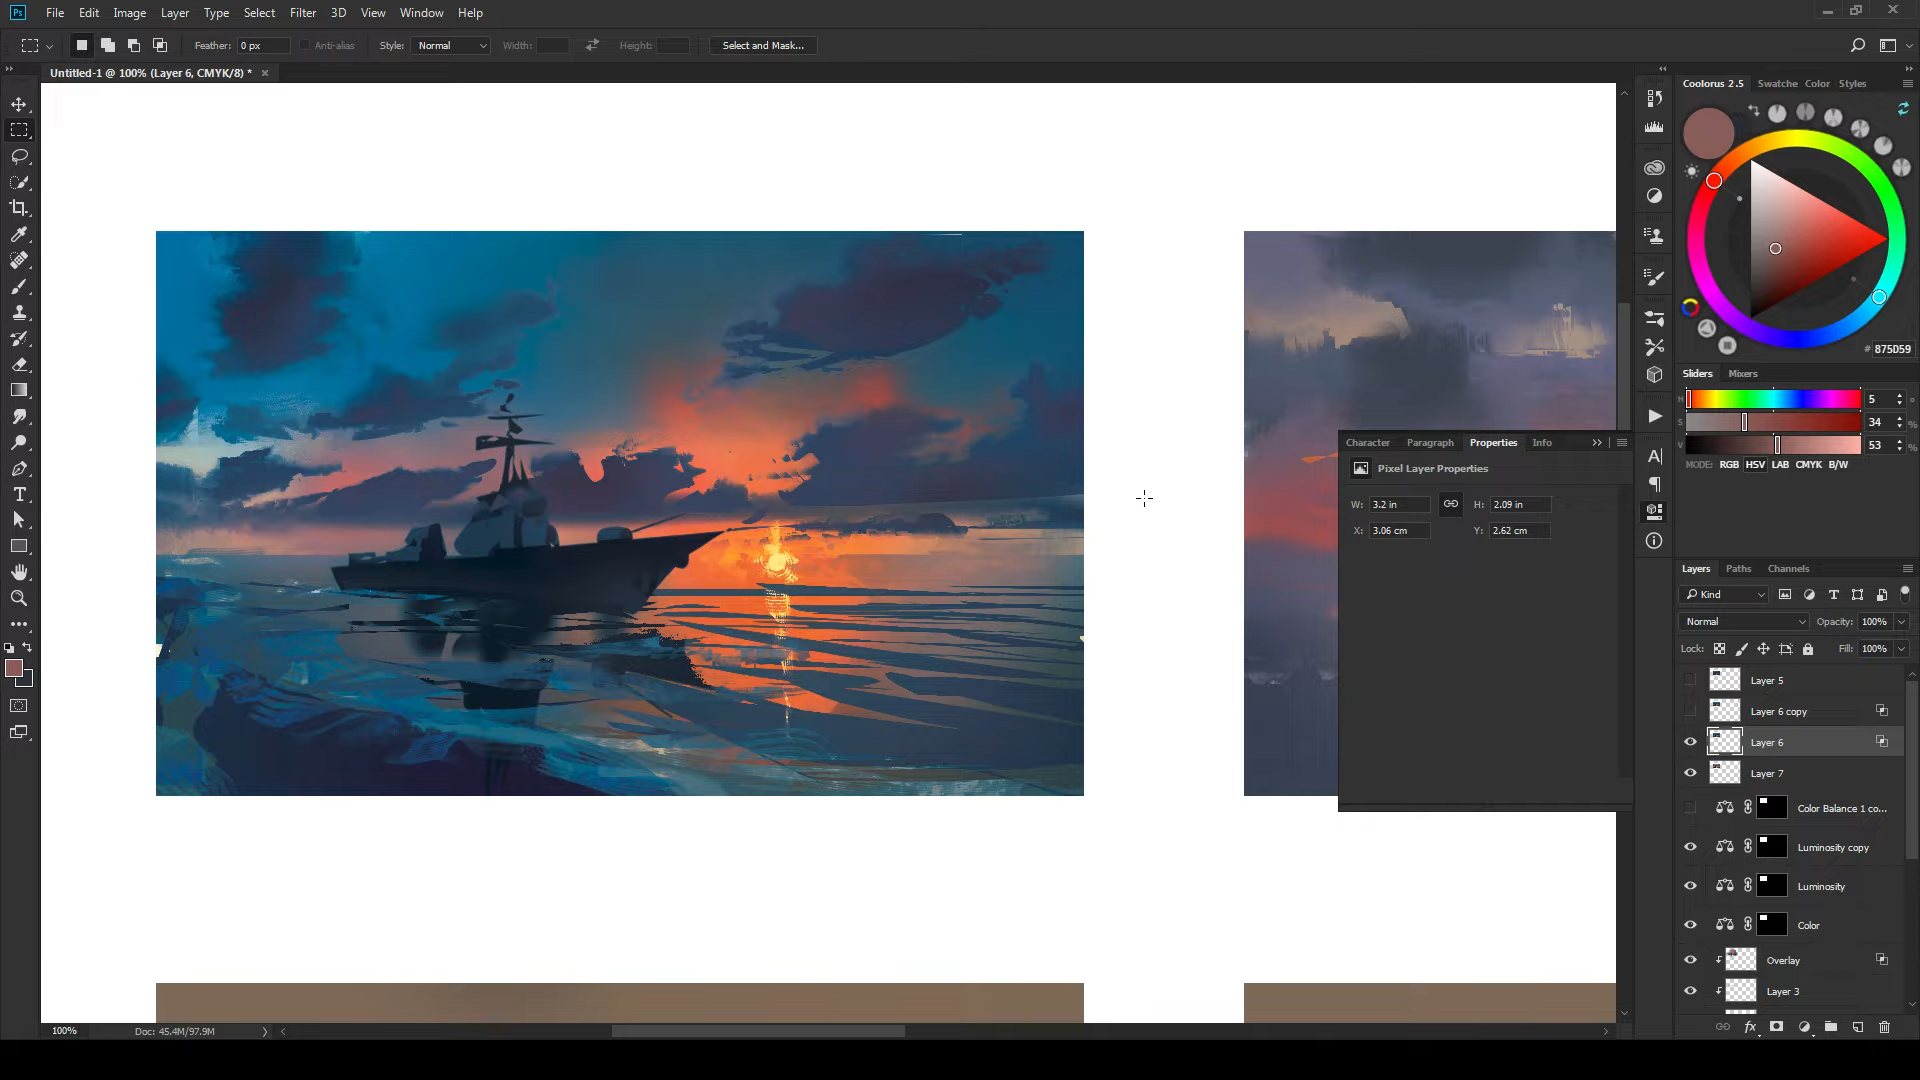 Ps File Edit Image Layer Type Select Filter 3D View Window Help
Feather: 0 px Anti-alias Style: Normal Width: Height: Select and Mask...
Untitled-1 @ 100% (Layer 6, CMYK/8) *
Coolorus 2.5 Swatche Color Styles
# 875D59
Sliders Mixers
H 5 °
S 34 %
V 53 %
MODE: RGB HSV LAB CMYK B/W
Character Paragraph Properties Info
Pixel Layer Properties
W: 3.2 in H: 2.09 in
X: 3.06 cm Y: 2.62 cm
Layers Paths Channels
Kind
Normal Opacity: 100%
Lock: Fill: 100%
Layer 5
Layer 6 copy
Layer 6
Layer 7
Color Balance 1 co...
Luminosity copy
Luminosity
Color
Overlay
Layer 3
100% Doc: 45.4M/97.9M